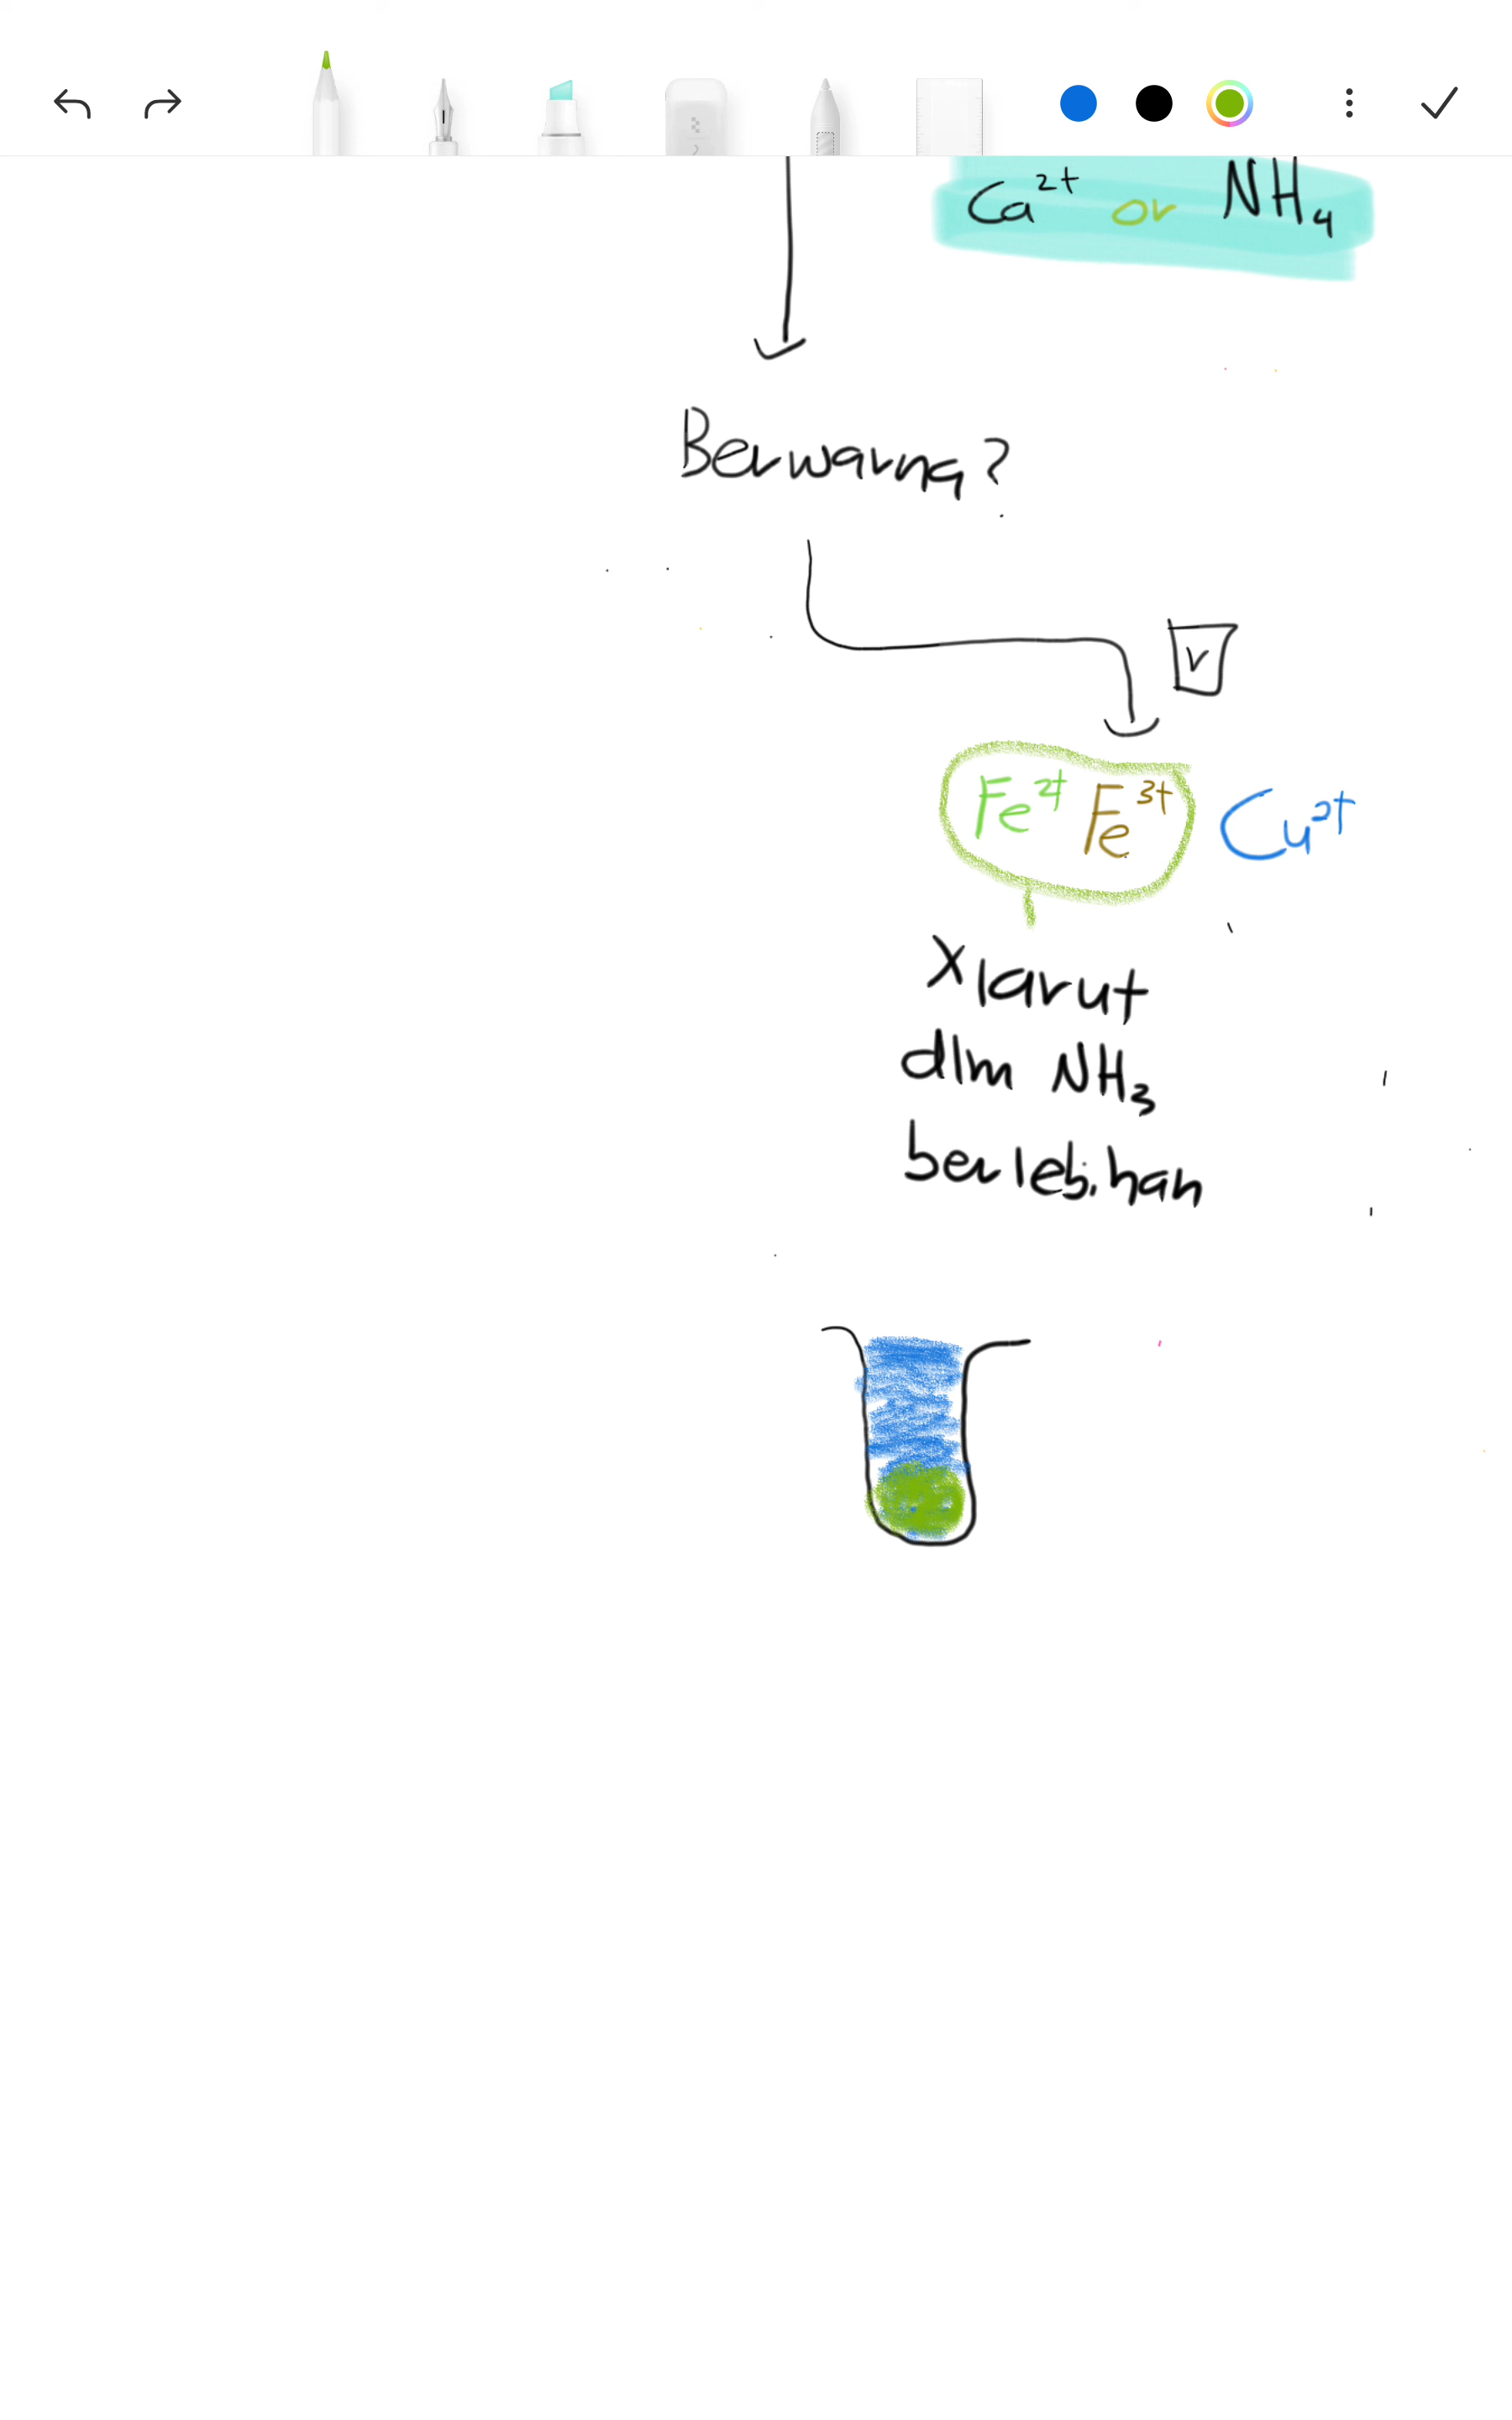 Ca²⁺ or NH₄
Berwarna?
v
Fe²⁺ Fe³⁺ Cu²⁺
X larut
dlm NH₃
berlebihan